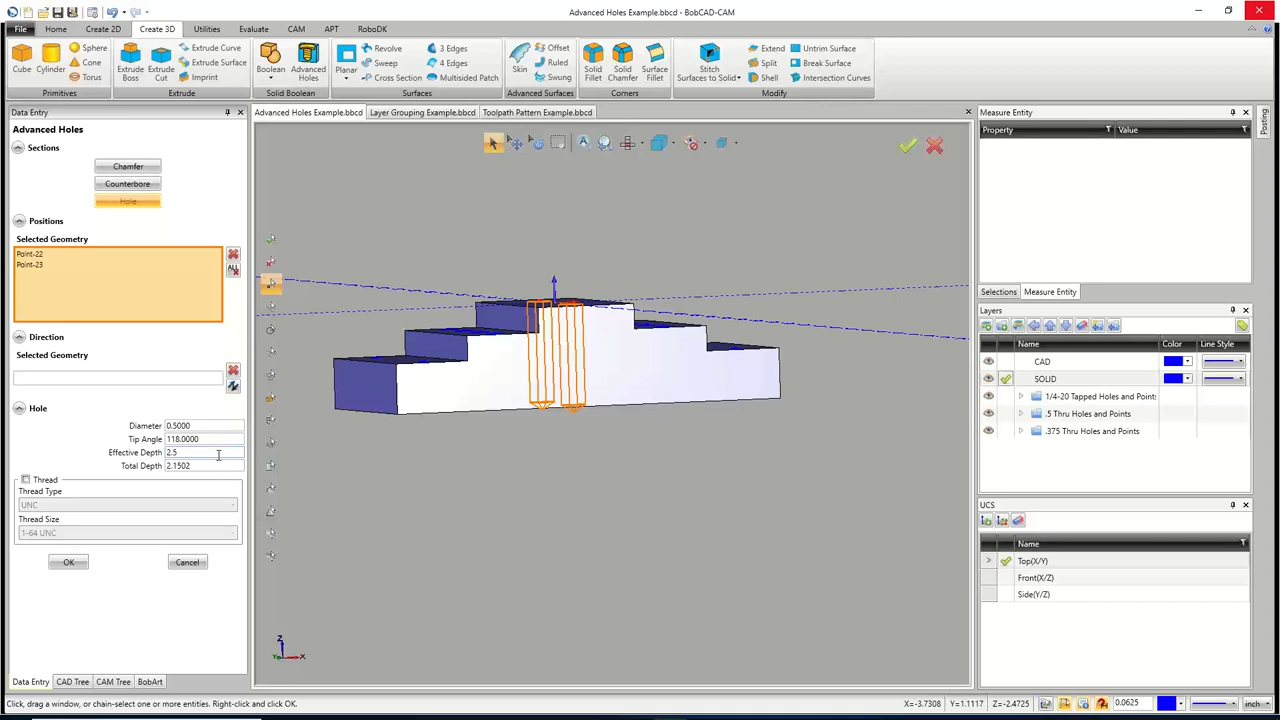 Advanced Holes Example.bbcd - BobCAD-CAM
File Home Create 2D Create 3D Utilities Evaluate CAM APT RoboDK
Cube Cylinder Sphere Cone Torus
Primitives
Extrude Boss Extrude Cut Extrude Curve Extrude Surface Imprint
Extrude
Boolean Advanced Holes
Solid Boolean
Planar Revolve Sweep Cross Section 3 Edges 4 Edges Multisided Patch
Surfaces
Skin Offset Ruled Swung
Advanced Surfaces
Solid Fillet Solid Chamfer Surface Fillet
Corners
Stitch Surfaces to Solid Extend Split Shell Untrim Surface Break Surface Intersection Curves
Modify
Data Entry
Advanced Holes
Sections
Chamfer
Counterbore
Hole
Positions
Selected Geometry
Point-22
Point-23
ALL
Direction
Selected Geometry
Hole
Diameter 0.5000
Tip Angle 118.0000
Effective Depth 2.5
Total Depth 2.1502
Thread
Thread Type
UNC
Thread Size
1-64 UNC
OK Cancel
Data Entry CAD Tree CAM Tree BobArt
Advanced Holes Example.bbcd Layer Grouping Example.bbcd Toolpath Pattern Example.bbcd
Z
Y X
Measure Entity
Property Value
Selections Measure Entity
Layers
Name Color Line Style
CAD
SOLID
1/4-20 Tapped Holes and Points
.5 Thru Holes and Points
.375 Thru Holes and Points
UCS
Name
Top(X/Y)
Front(X/Z)
Side(Y/Z)
Posting
Click, drag a window, or chain-select one or more entities. Right-click and click OK.
X=-3.7308 Y=1.1117 Z=-2.4725 0.0625 inch